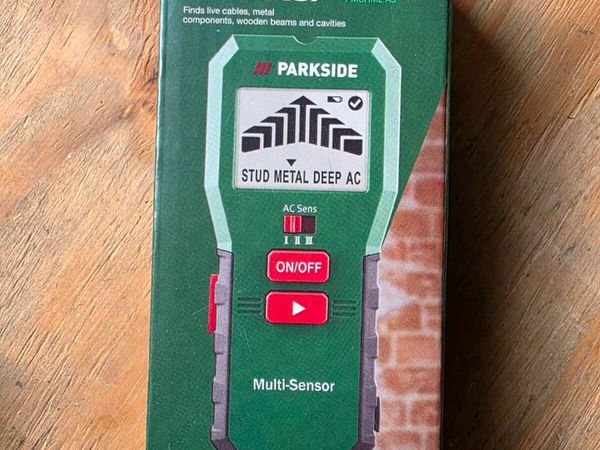 Finds live cables, metal
components, wooden beams and cavities
PARKSIDE
STUD METAL DEEP AC
AC Sens
I II III
ON/OFF
Multi-Sensor